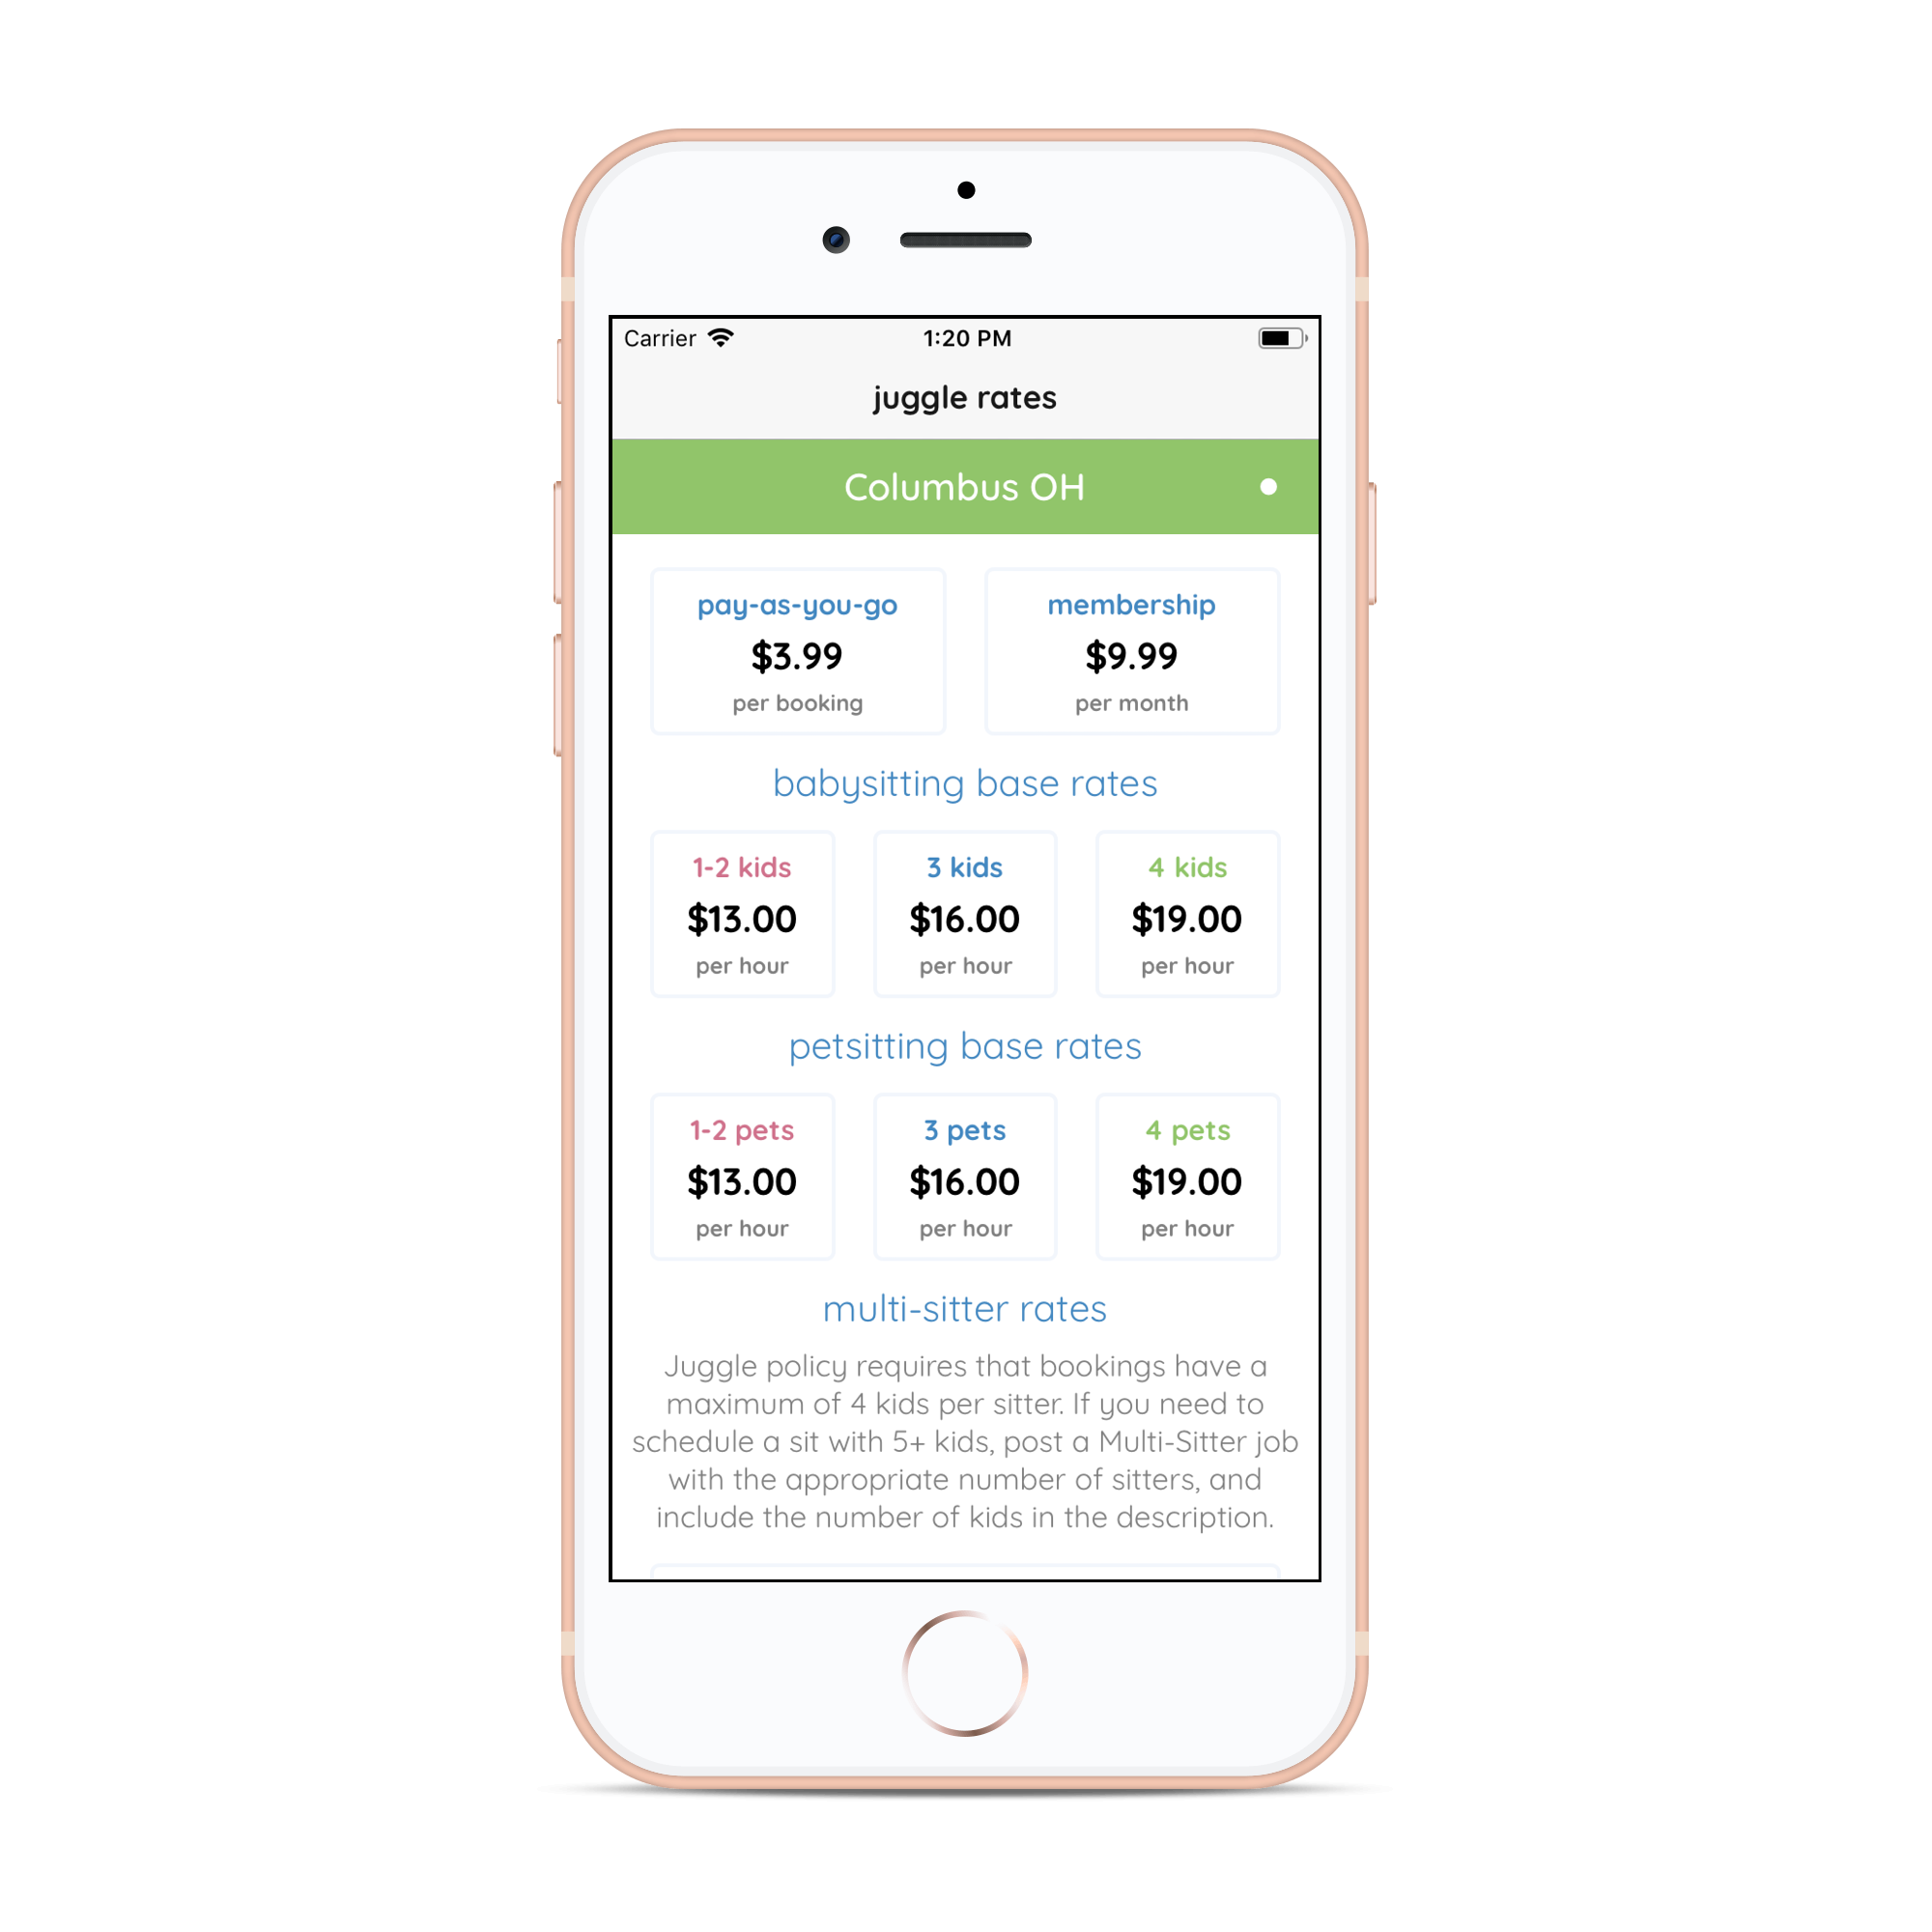 Carrier 1:20 PM
juggle rates
Columbus OH
pay-as-you-go
$3.99
per booking
membership
$9.99
per month
babysitting base rates
1-2 kids
$13.00
per hour
3 kids
$16.00
per hour
4 kids
$19.00
per hour
petsitting base rates
1-2 pets
$13.00
per hour
3 pets
$16.00
per hour
4 pets
$19.00
per hour
multi-sitter rates
Juggle policy requires that bookings have a
maximum of 4 kids per sitter. If you need to
schedule a sit with 5+ kids, post a Multi-Sitter job
with the appropriate number of sitters, and
include the number of kids in the description.